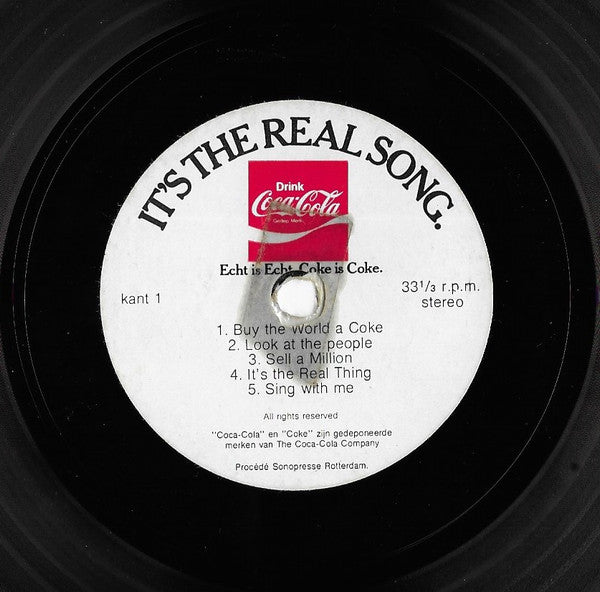 IT'S THE REAL SONG.
Drink
Coca-Cola
Echt is Echt. Coke is Coke.
kant 1
33 1/3 r.p.m.
stereo
1. Buy the World a Coke
2. Look at the people
3. Sell a Million
4. It's the Real Thing
5. Sing with me
All rights reserved
"Coca-Cola" en "Coke" zijn gedeponeerde
merken van The Coca-Cola Company
Procédé Sonopresse Rotterdam.